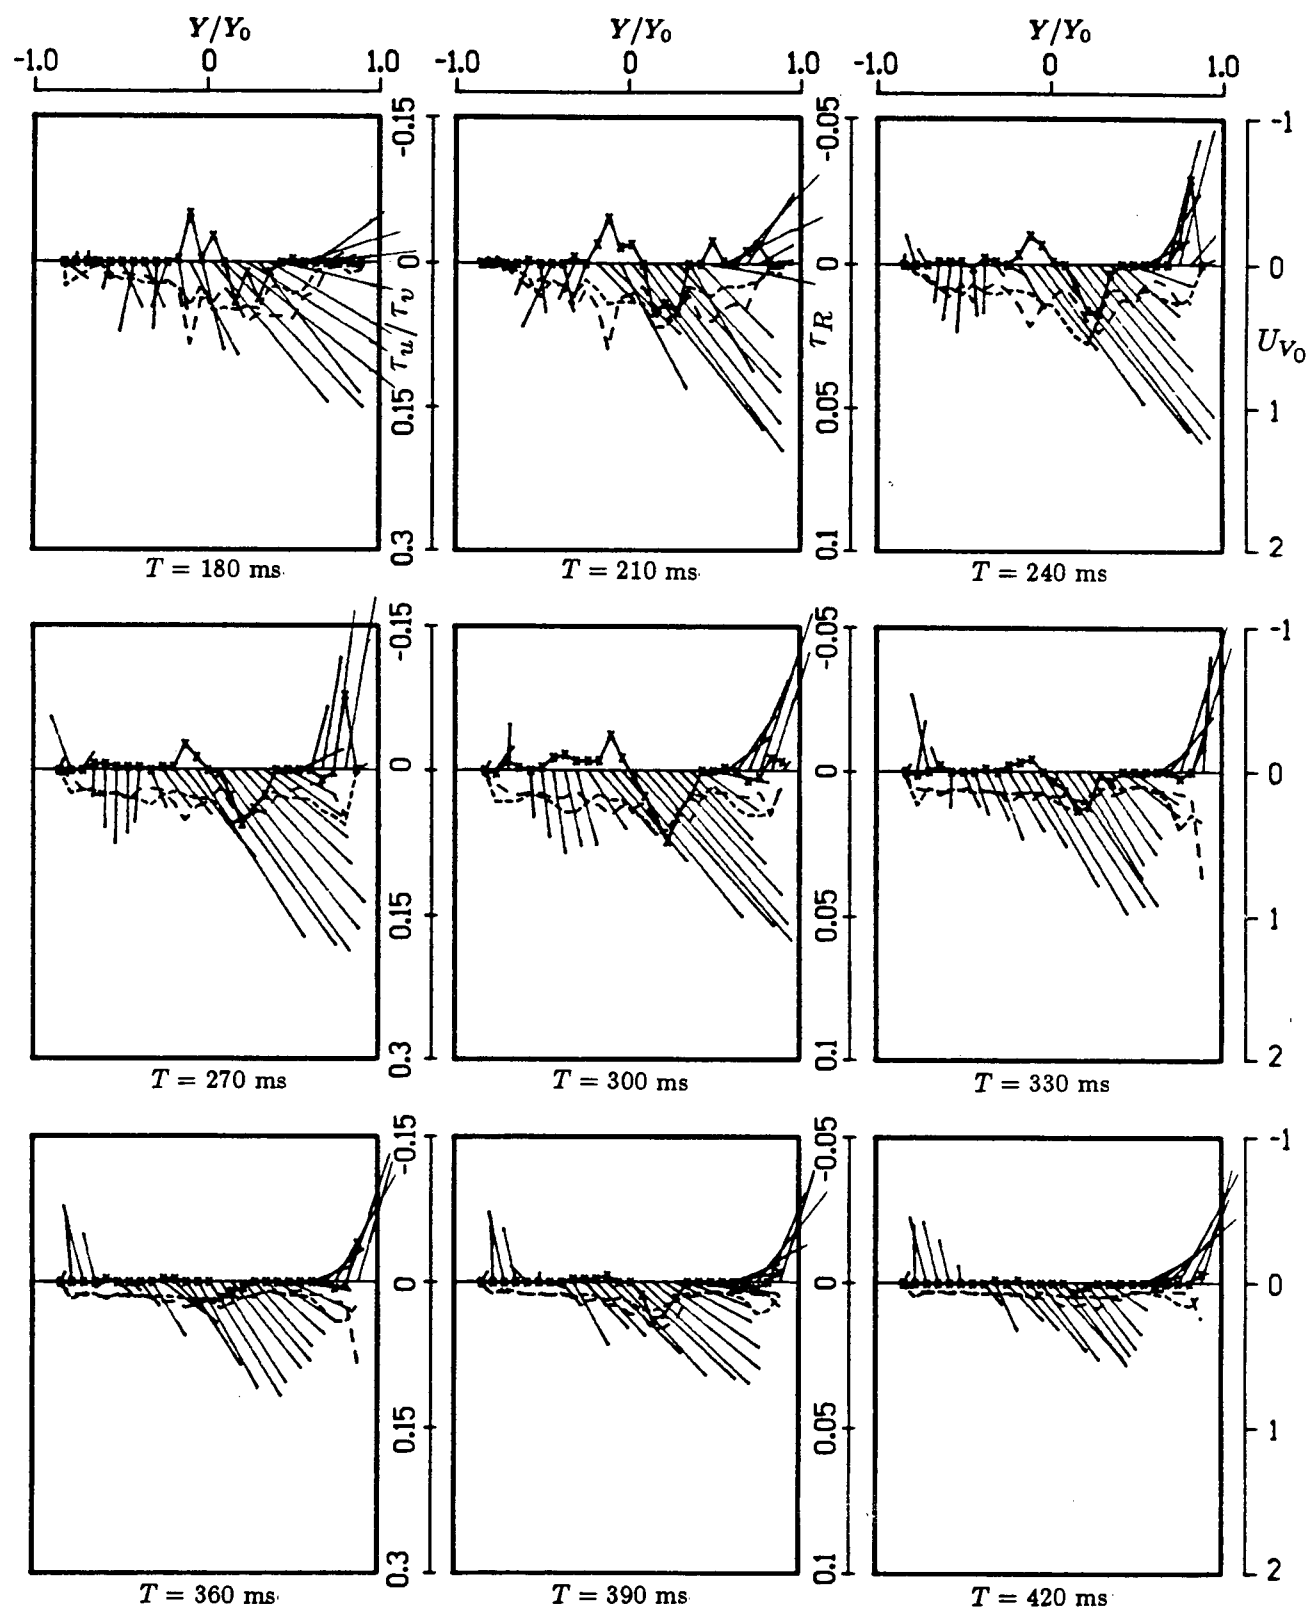 Y/Y₀ Y/Y₀ Y/Y₀
-1.0 0 1.0 -1.0 0 1.0 -1.0 0 1.0
-0.15 -0.05 -1
0 0 0
τᵤ/τᵥ τ_R U_{V₀}
0.15 0.05 1
0.3 0.1 2
T = 180 ms T = 210 ms T = 240 ms
-0.15 -0.05 -1
0 0 0
0.15 0.05 1
0.3 0.1 2
T = 270 ms T = 300 ms T = 330 ms
-0.15 -0.05 -1
0 0 0
0.15 0.05 1
0.3 0.1 2
T = 360 ms T = 390 ms T = 420 ms